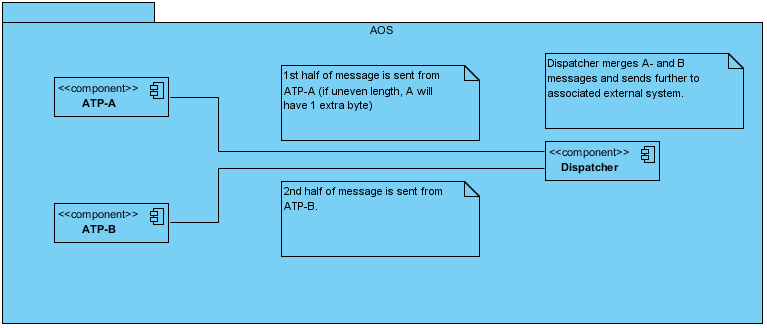 AOS
<<component>>
ATP-A
1st half of message is sent from
ATP-A (if uneven length, A will
have 1 extra byte)
Dispatcher merges A- and B
messages and sends further to
associated external system.
<<component>>
Dispatcher
<<component>>
ATP-B
2nd half of message is sent from
ATP-B.